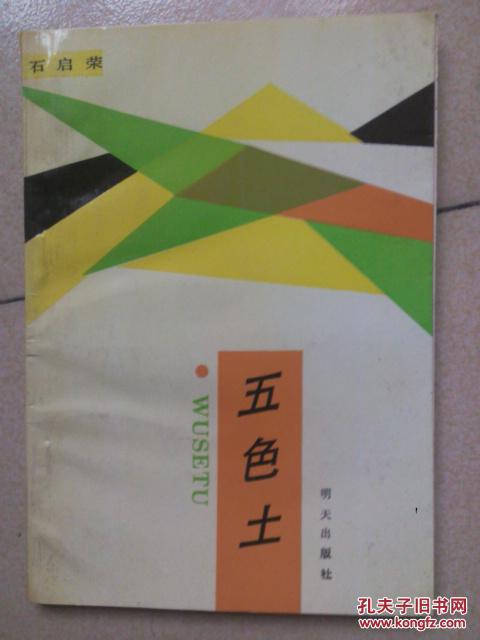 石启荣
五色土
WUSETU
明天出版社
孔夫子旧书网
kongfz.com